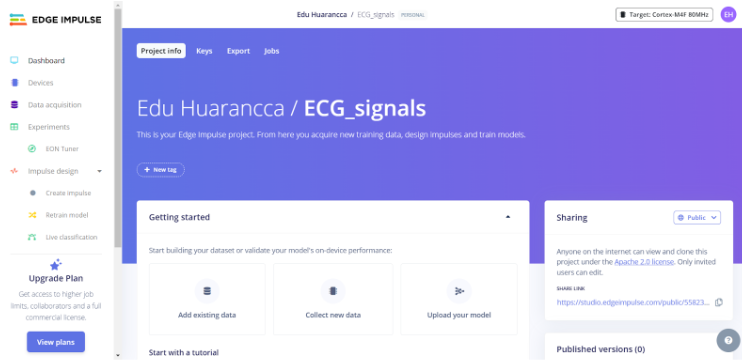 EDGE IMPULSE
Edu Huarancca / ECG_signals PERSONAL
Target: Cortex-M4F 80MHz
EH
Dashboard
Devices
Data acquisition
Experiments
EON Tuner
Impulse design
Create impulse
Retrain model
Live classification
Upgrade Plan
Get access to higher job
limits, collaborators and a full
commercial license.
View plans
Project info Keys Export Jobs
Edu Huarancca / ECG_signals
This is your Edge Impulse project. From here you acquire new training data, design impulses and train models.
+ New tag
Getting started
Start building your dataset or validate your model's on-device performance:
Add existing data
Collect new data
Upload your model
Start with a tutorial
Sharing
Public
Anyone on the internet can view and clone this
project under the Apache 2.0 license. Only invited
users can edit.
SHARE LINK
https://studio.edgeimpulse.com/public/55823...
Published versions (0)
?